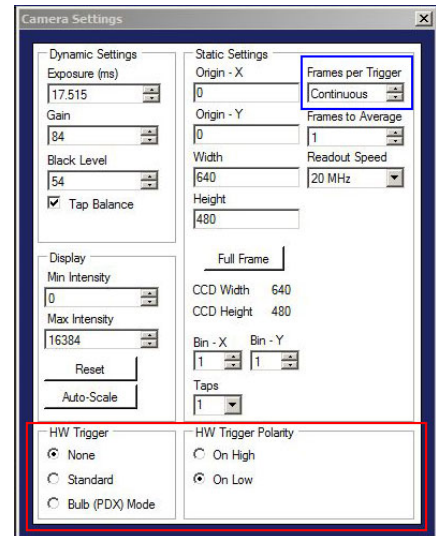 Camera Settings
Dynamic Settings
Exposure (ms)
17.515
Gain
84
Black Level
54
Tap Balance
Display
Min Intensity
0
Max Intensity
16384
Reset
Auto-Scale
Static Settings
Origin - X
0
Origin - Y
0
Width
640
Height
480
Frames per Trigger
Continuous
Frames to Average
1
Readout Speed
20 MHz
Full Frame
CCD Width 640
CCD Height 480
Bin - X Bin - Y
1 1
Taps
1
HW Trigger
None
Standard
Bulb (PDX) Mode
HW Trigger Polarity
On High
On Low